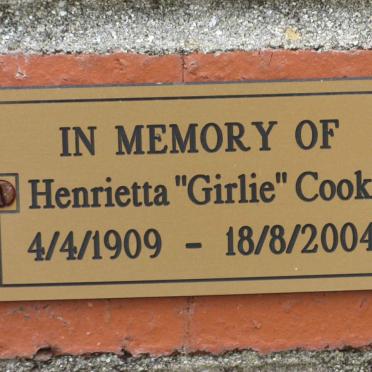 IN MEMORY OF
Henrietta "Girlie" Cook
4/4/1909 - 18/8/2004